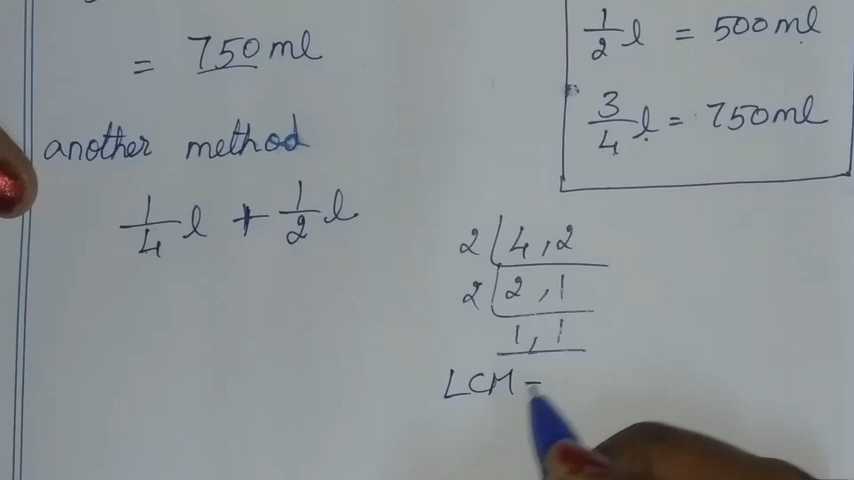 = 750 ml
another method
1/4 l + 1/2 l
1/2 l = 500 ml
3/4 l = 750 ml
2 | 4, 2
2 | 2, 1
1, 1
LCM =